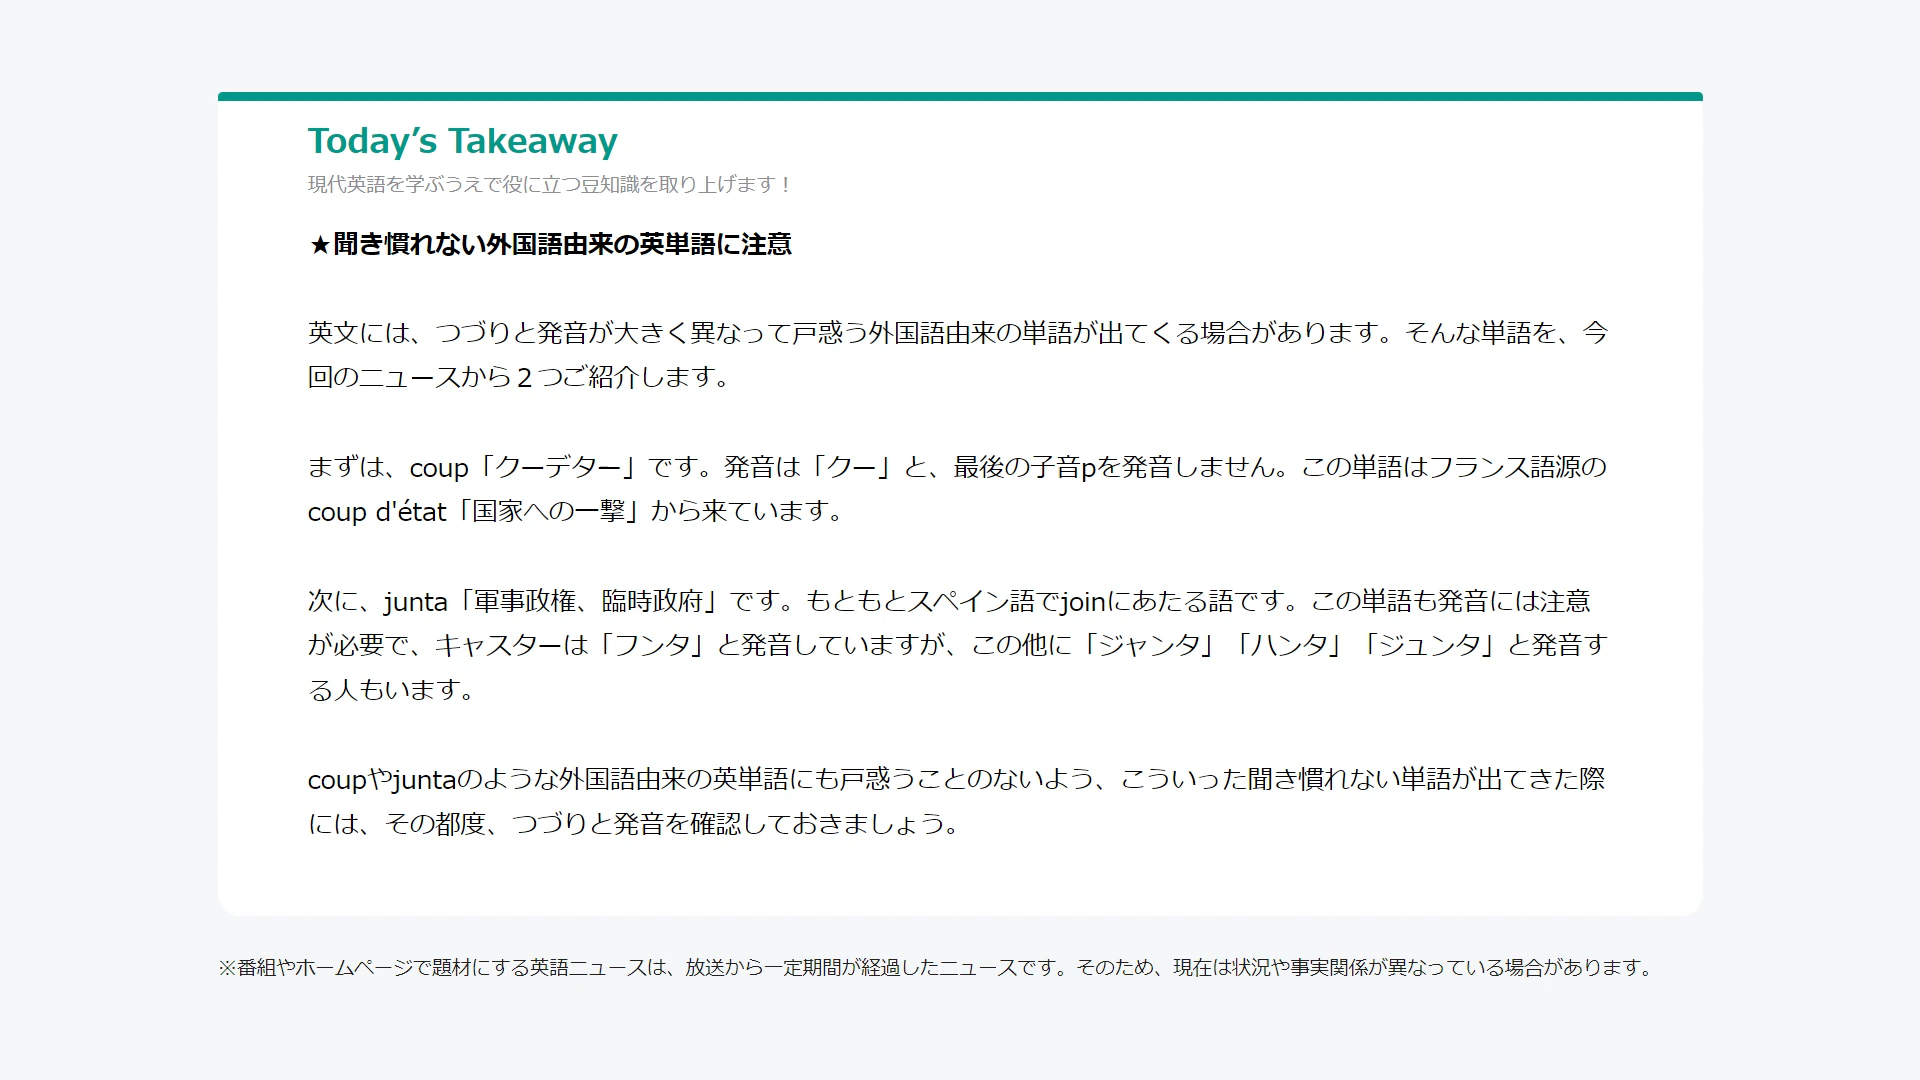 Today’s Takeaway
現代英語を学ぶうえで役に立つ豆知識を取り上げます！
★聞き慣れない外国語由来の英単語に注意
英文には、つづりと発音が大きく異なって戸惑う外国語由来の単語が出てくる場合があります。そんな単語を、今
回のニュースから２つご紹介します。
まずは、coup「クーデター」です。発音は「クー」と、最後の子音pを発音しません。この単語はフランス語源の
coup d'état「国家への一撃」から来ています。
次に、junta「軍事政権、臨時政府」です。もともとスペイン語でjoinにあたる語です。この単語も発音には注意
が必要で、キャスターは「フンタ」と発音していますが、この他に「ジャンタ」「ハンタ」「ジュンタ」と発音す
る人もいます。
coupやjuntaのような外国語由来の英単語にも戸惑うことのないよう、こういった聞き慣れない単語が出てきた際
には、その都度、つづりと発音を確認しておきましょう。
※番組やホームページで題材にする英語ニュースは、放送から一定期間が経過したニュースです。そのため、現在は状況や事実関係が異なっている場合があります。